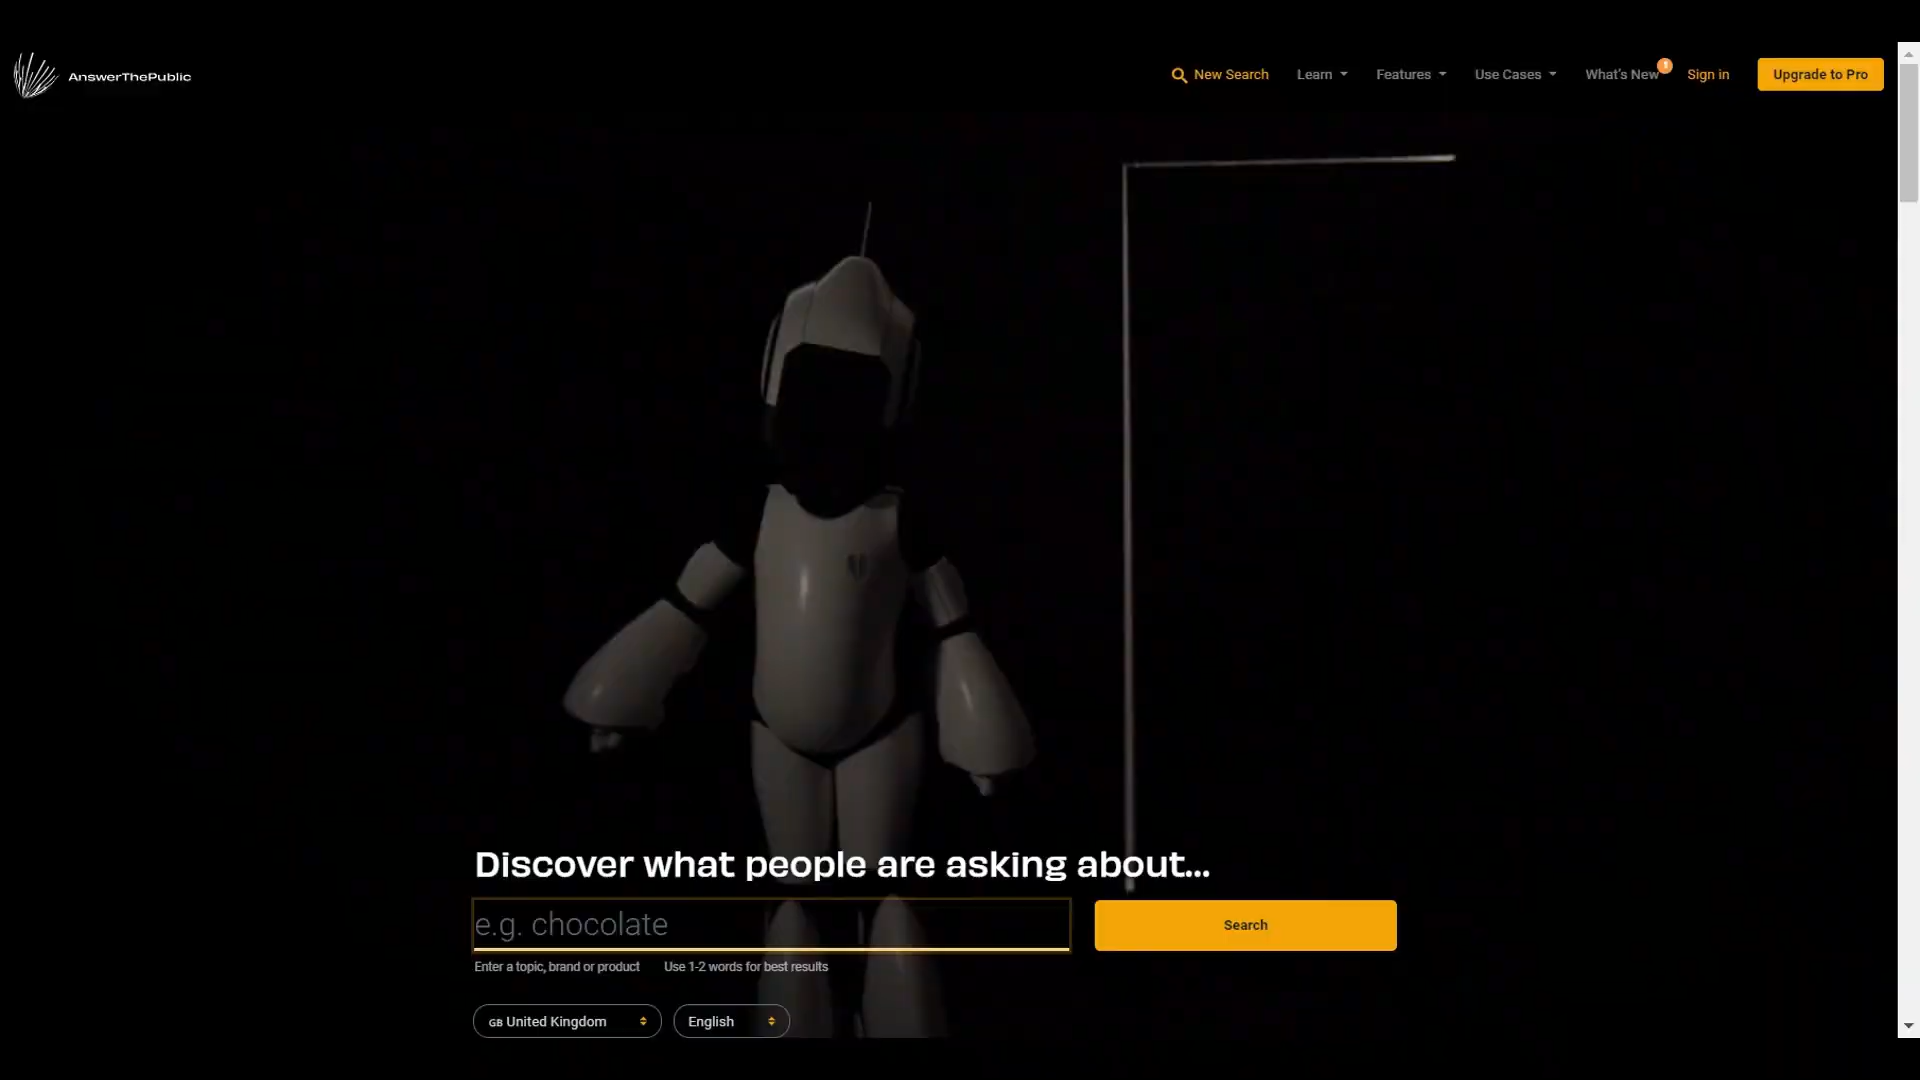 AnswerThePublic
New Search Learn Features Use Cases What's New Sign in Upgrade to Pro
Discover what people are asking about...
e.g. chocolate
Search
Enter a topic, brand or product Use 1-2 words for best results
GB United Kingdom English